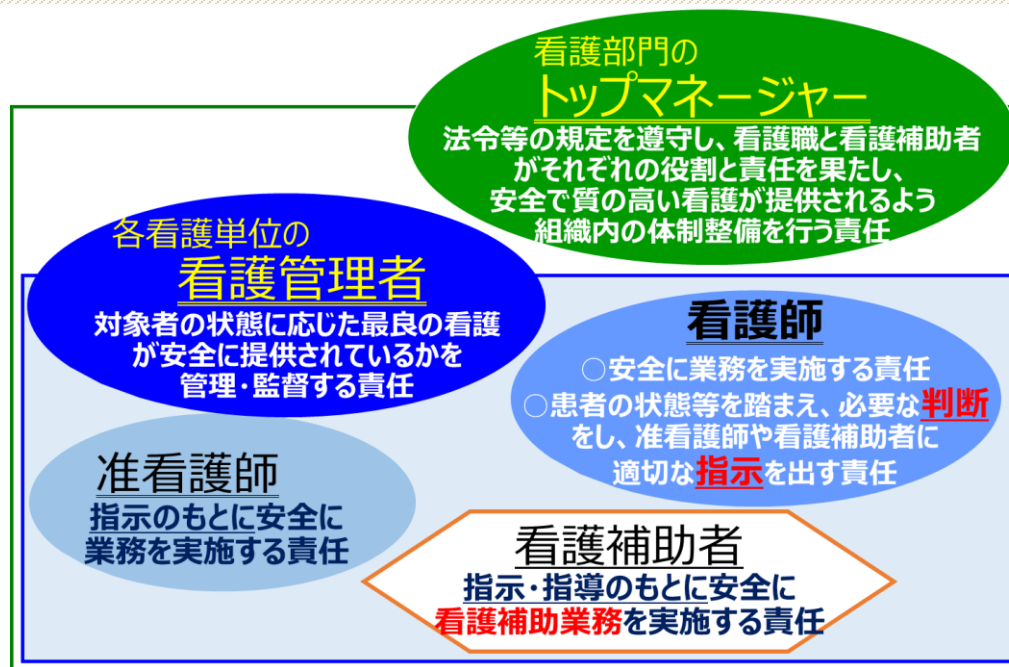 看護部門の
トップマネージャー
法令等の規定を遵守し、看護職と看護補助者
がそれぞれの役割と責任を果たし、
安全で質の高い看護が提供されるよう
組織内の体制整備を行う責任
各看護単位の
看護管理者
対象者の状態に応じた最良の看護
が安全に提供されているかを
管理・監督する責任
看護師
○安全に業務を実施する責任
○患者の状態等を踏まえ、必要な判断
をし、准看護師や看護補助者に
適切な指示を出す責任
准看護師
指示のもとに安全に
業務を実施する責任
看護補助者
指示・指導のもとに安全に
看護補助業務を実施する責任